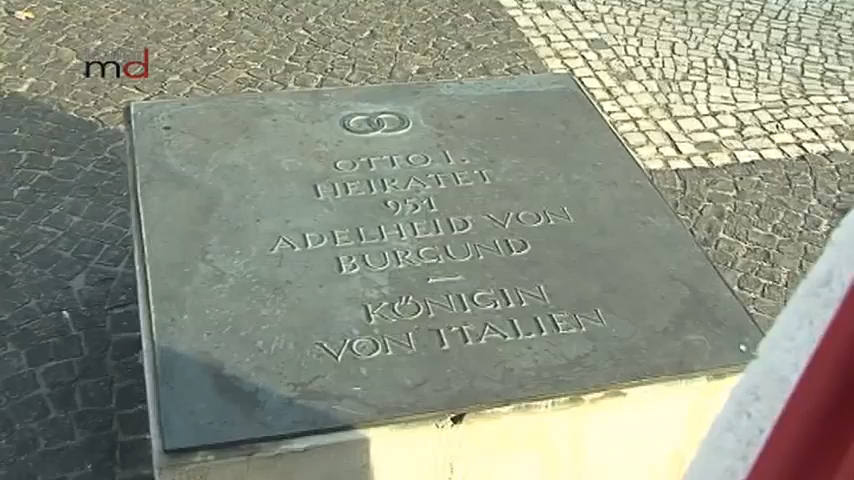 md
OTTO I.
HEIRATET
951
ADELHEID VON
BURGUND
—
KÖNIGIN
VON ITALIEN